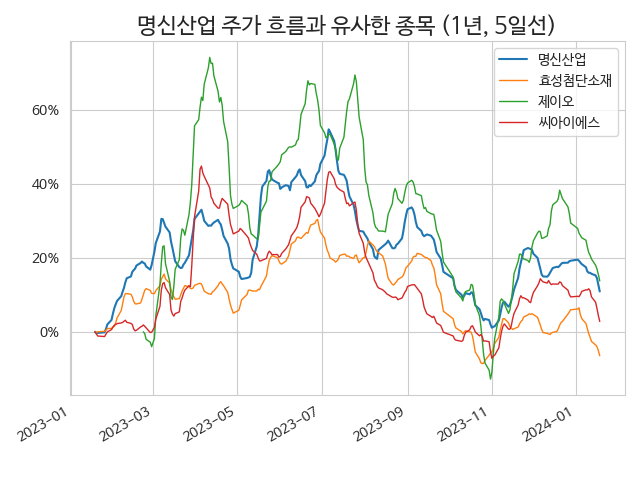 명신산업 주가 흐름과 유사한 종목 (1년, 5일선)
명신산업
효성첨단소재
제이오
씨아이에스
60%
40%
20%
0%
2023-01
2023-03
2023-05
2023-07
2023-09
2023-11
2024-01